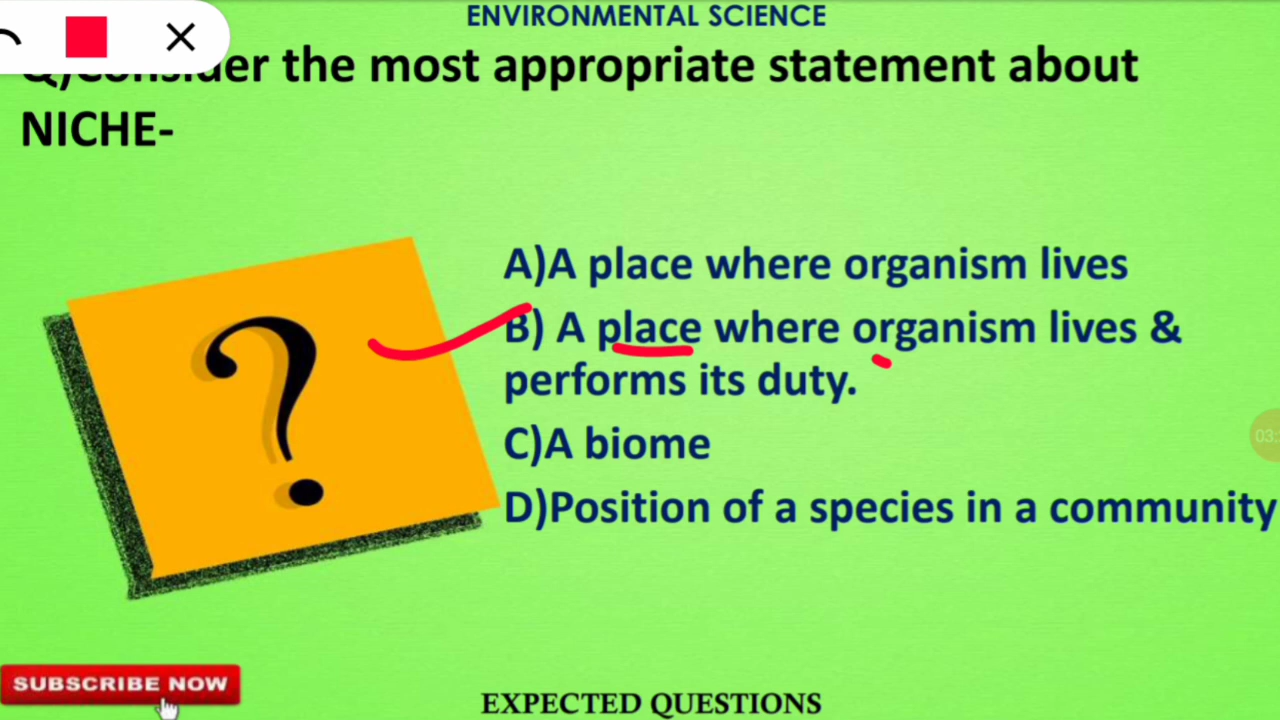 ENVIRONMENTAL SCIENCE
Q)Consider the most appropriate statement about
NICHE-
A)A place where organism lives
B) A place where organism lives &
performs its duty.
C)A biome
D)Position of a species in a community
SUBSCRIBE NOW
EXPECTED QUESTIONS